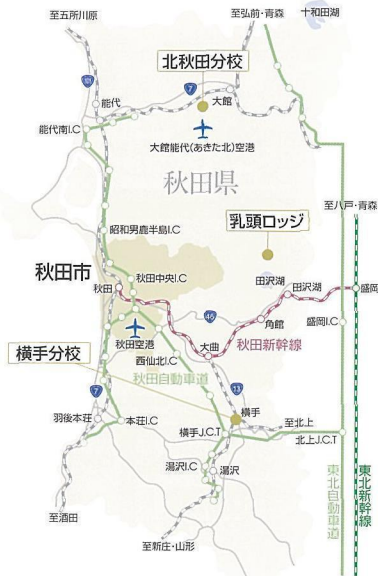 至五所川原
至弘前・青森
十和田湖
北秋田分校
101
7
能代
大館
能代南I.C
大館能代(あきた北)空港
秋田県
至八戸・青森
乳頭ロッジ
昭和男鹿半島I.C
秋田市
秋田中央I.C
田沢湖
田沢湖
秋田
盛岡
46
角館
盛岡I.C
秋田空港
大曲
秋田新幹線
横手分校
西仙北I.C
秋田自動車道
7
13
羽後本荘
本荘I.C
横手
至北上
横手J.C.T
北上J.C.T
湯沢I.C
湯沢
東北自動車道
東北新幹線
至酒田
至新庄・山形